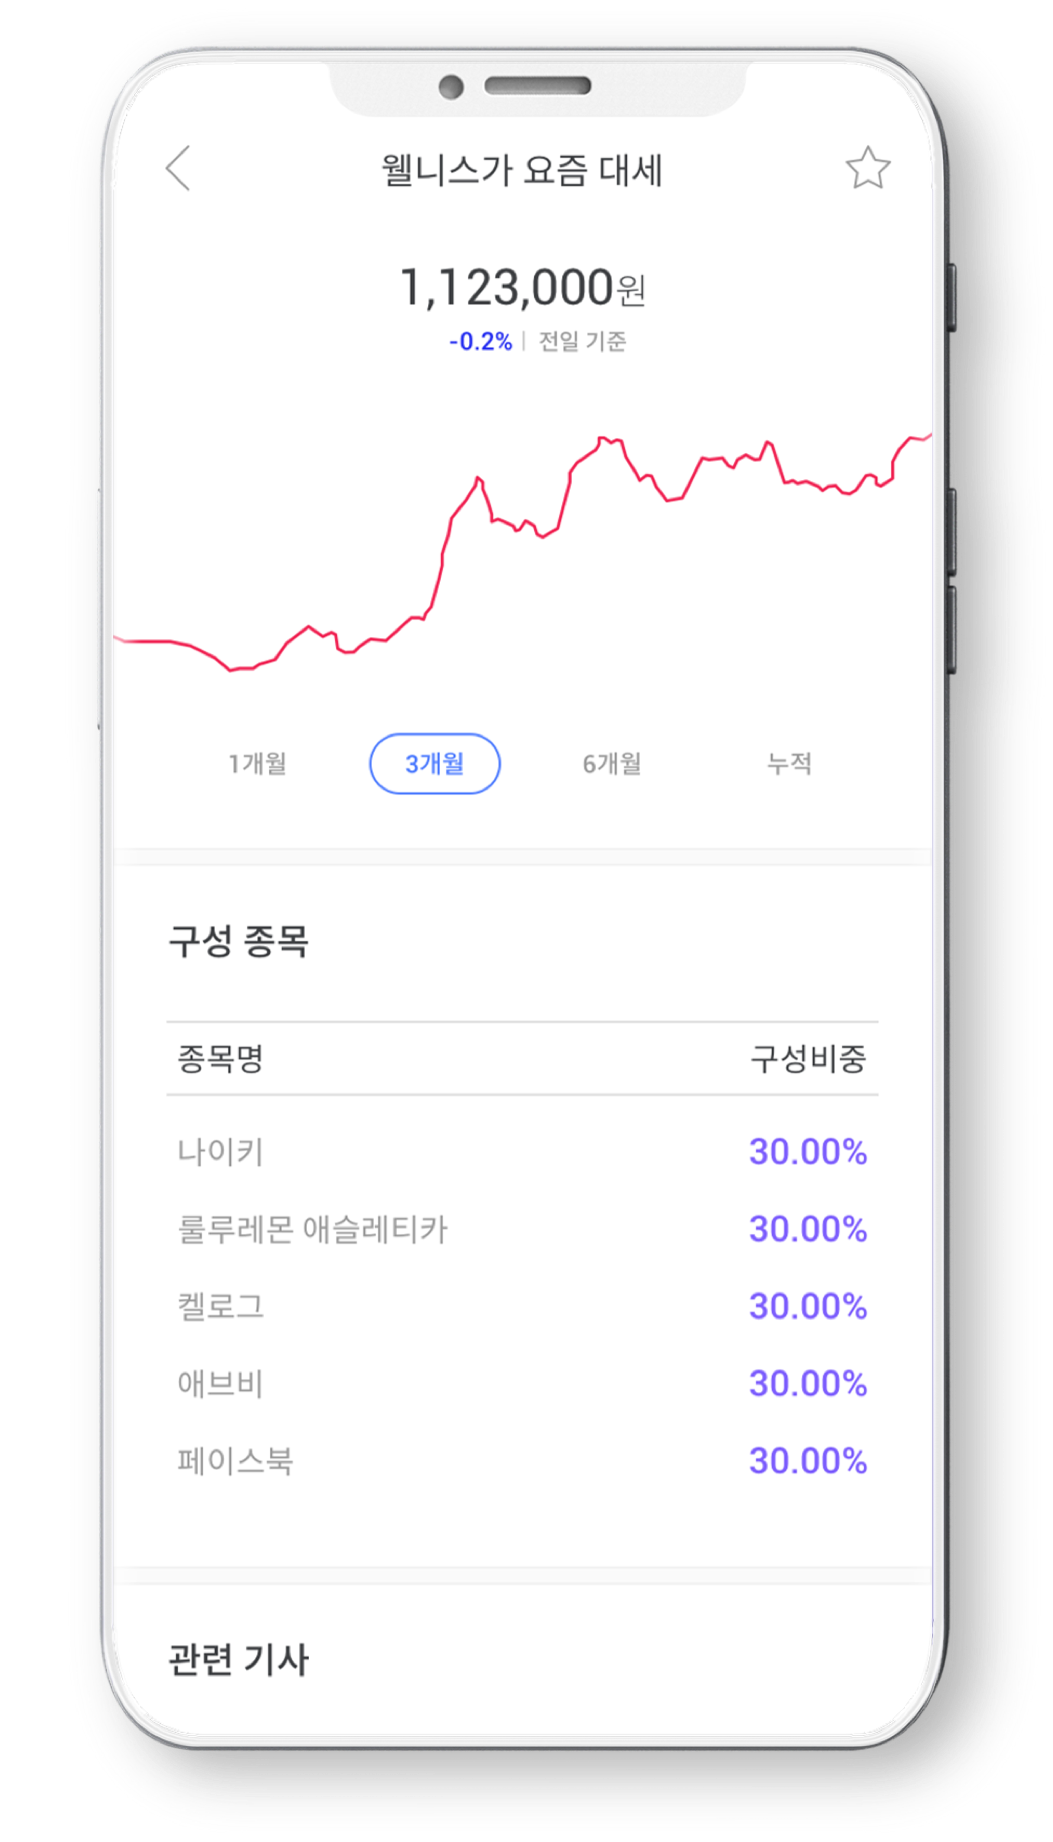 웰니스가 요즘 대세
1,123,000원
-0.2% | 전일 기준
1개월 3개월 6개월 누적
구성 종목
종목명 구성비중
나이키 30.00%
룰루레몬 애슬레티카 30.00%
켈로그 30.00%
애브비 30.00%
페이스북 30.00%
관련 기사